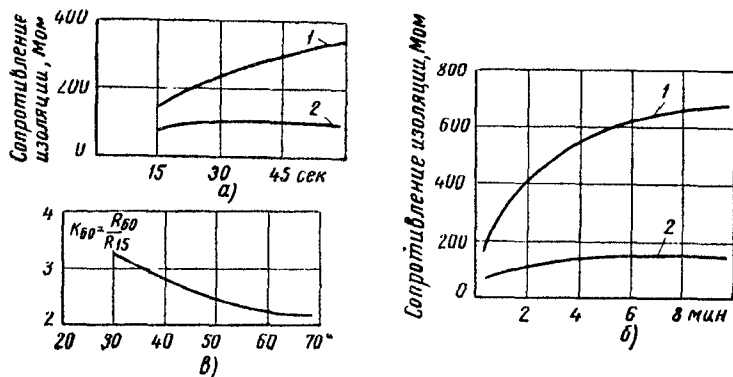 Сопротивление
изоляции, Мом
400
200
0
1
2
15 30 45 сек
а)
4
3
2
K60= R60
R15
20 30 40 50 60 70°
в)
Сопротивление изоляции, Мом
800
600
400
200
0
1
2
2 4 6 8 мин
б)